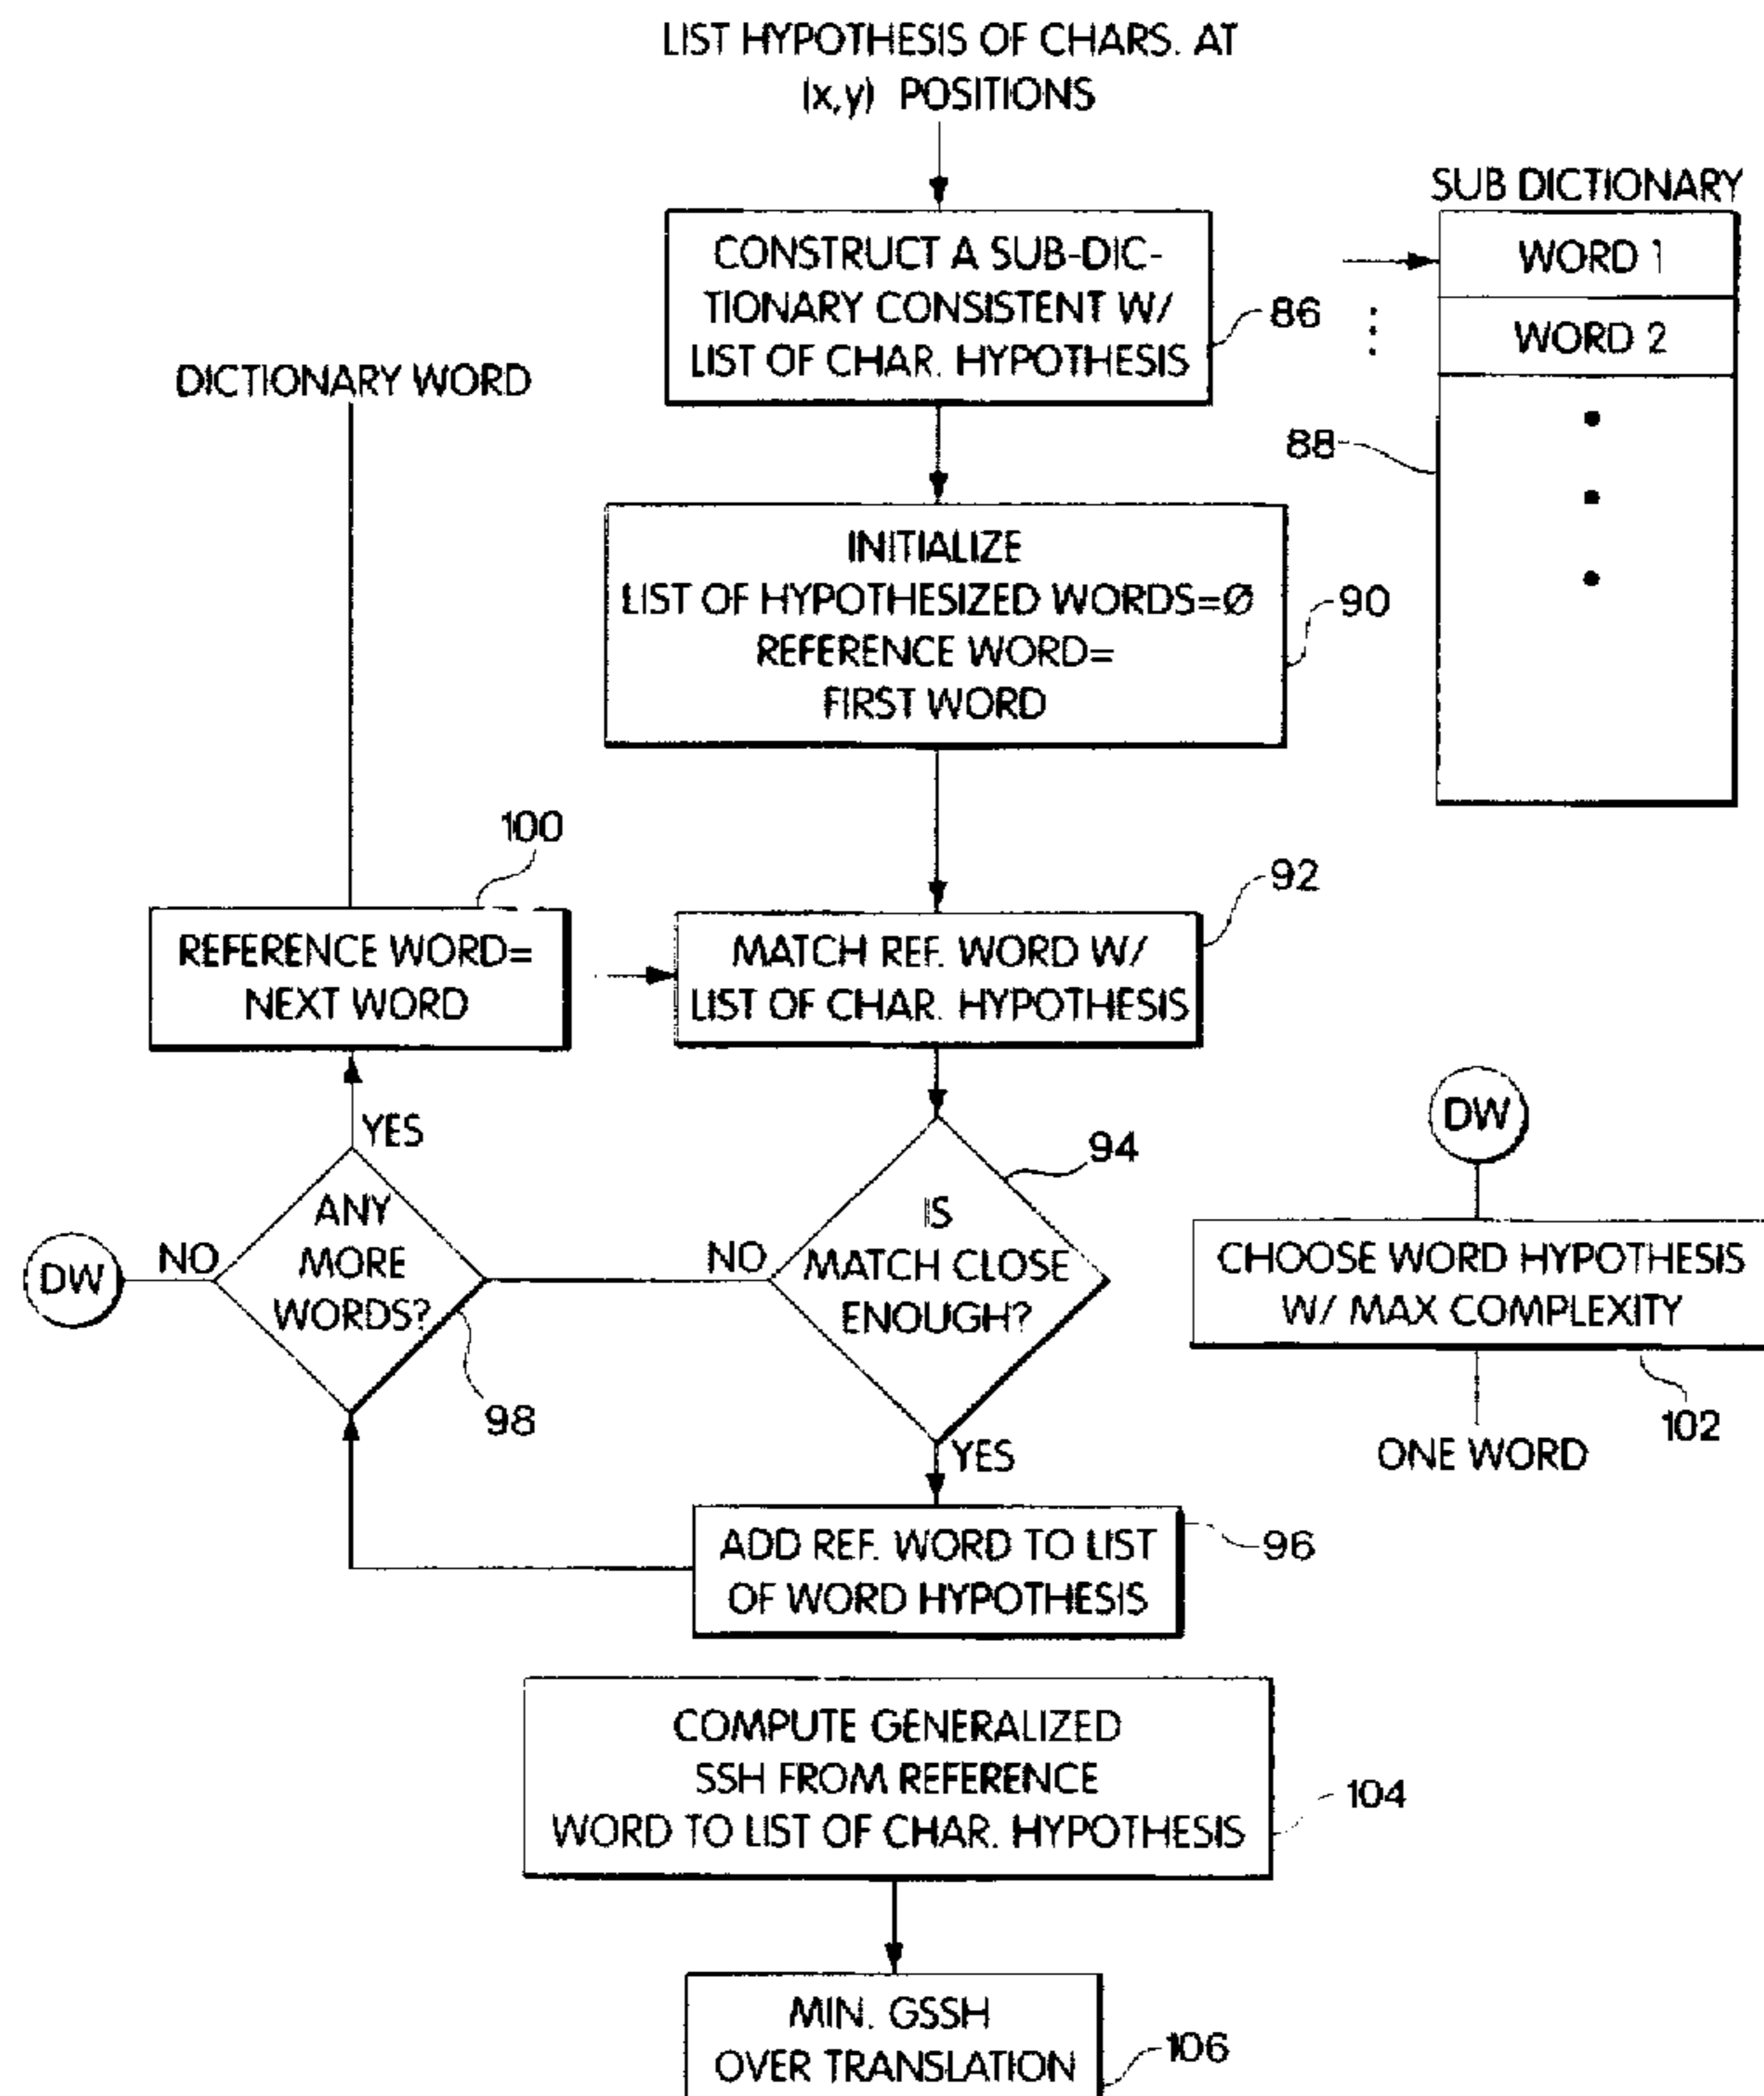 LIST HYPOTHESIS OF CHARS. AT
(x,y) POSITIONS
SUB DICTIONARY
CONSTRUCT A SUB-DIC-
TIONARY CONSISTENT W/
LIST OF CHAR. HYPOTHESIS
86
WORD 1
WORD 2
88
DICTIONARY WORD
INITIALIZE
LIST OF HYPOTHESIZED WORDS=Ø
REFERENCE WORD=
FIRST WORD
90
100
REFERENCE WORD=
NEXT WORD
92
MATCH REF. WORD W/
LIST OF CHAR. HYPOTHESIS
YES
ANY
MORE
WORDS?
NO
DW
98
94
IS
MATCH CLOSE
ENOUGH?
NO
YES
DW
CHOOSE WORD HYPOTHESIS
W/ MAX COMPLEXITY
102
ONE WORD
ADD REF. WORD TO LIST
OF WORD HYPOTHESIS
96
COMPUTE GENERALIZED
SSH FROM REFERENCE
WORD TO LIST OF CHAR. HYPOTHESIS
104
MIN. GSSH
OVER TRANSLATION
106